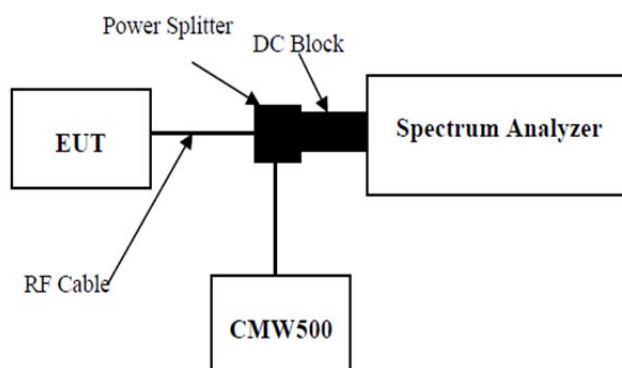 Power Splitter
DC Block
EUT
Spectrum Analyzer
RF Cable
CMW500